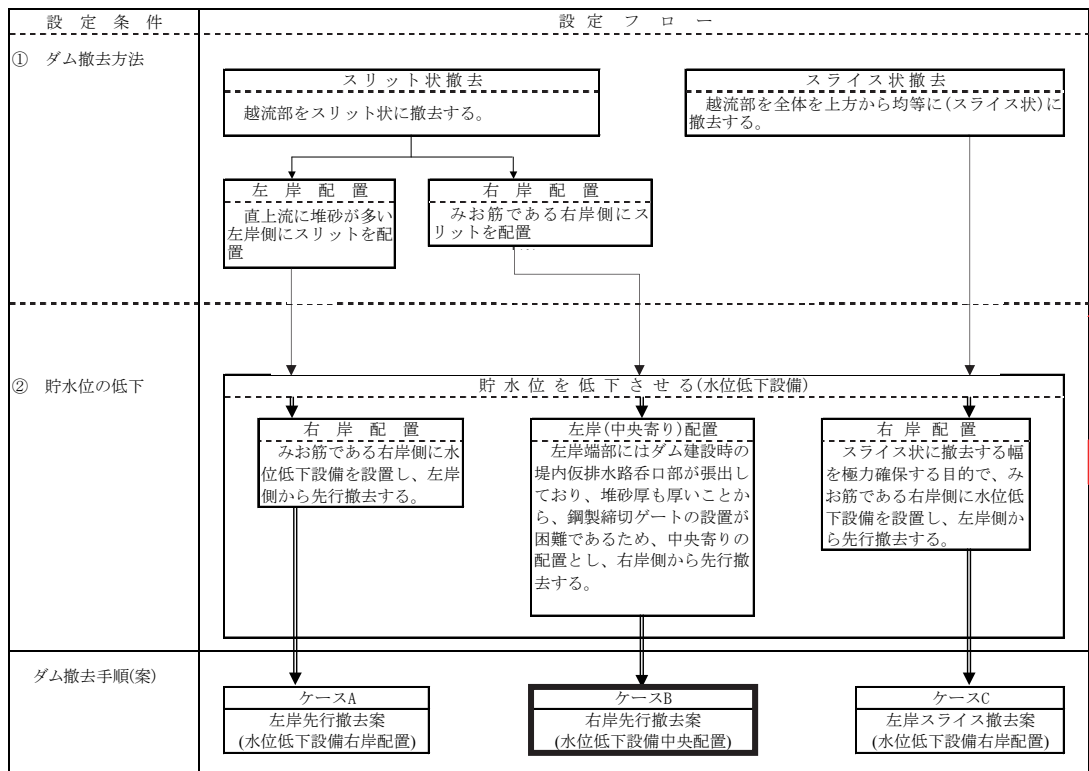 設定条件
設定フロー
① ダム撤去方法
スリット状撤去
越流部をスリット状に撤去する。
スライス状撤去
越流部を全体を上方から均等に(スライス状)に
撤去する。
左岸配置
直上流に堆砂が多い
左岸側にスリットを配
置
右岸配置
みお筋である右岸側にス
リットを配置
② 貯水位の低下
貯水位を低下させる(水位低下設備)
右岸配置
みお筋である右岸側に水
位低下設備を設置し、左岸
側から先行撤去する。
左岸(中央寄り)配置
左岸端部にはダム建設時の
堤内仮排水路呑口部が張出し
ており、堆砂厚も厚いことか
ら、鋼製締切ゲートの設置が
困難であるため、中央寄りの
配置とし、右岸側から先行撤
去する。
右岸配置
スライス状に撤去する幅
を極力確保する目的で、み
お筋である右岸側に水位低
下設備を設置し、左岸側か
ら先行撤去する。
ダム撤去手順(案)
ケースA
左岸先行撤去案
(水位低下設備右岸配置)
ケースB
右岸先行撤去案
(水位低下設備中央配置)
ケースC
左岸スライス撤去案
(水位低下設備右岸配置)